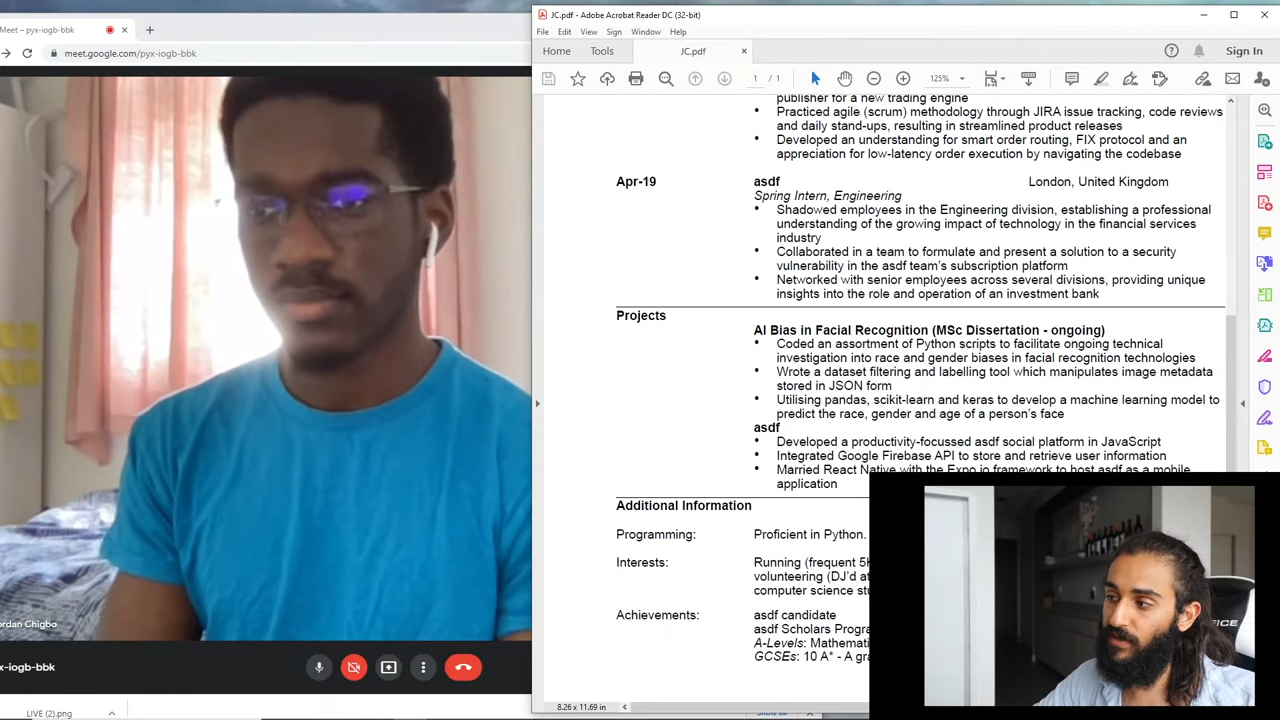 Meet – pyx-iogb-bbk
meet.google.com/pyx-iogb-bbk
ordan Chigbo
x-iogb-bbk
LIVE (2).png
JC.pdf - Adobe Acrobat Reader DC (32-bit)
File Edit View Sign Window Help
Home Tools JC.pdf Sign In
1 / 1 125%
publisher for a new trading engine
• Practiced agile (scrum) methodology through JIRA issue tracking, code reviews
and daily stand-ups, resulting in streamlined product releases
• Developed an understanding for smart order routing, FIX protocol and an
appreciation for low-latency order execution by navigating the codebase
Apr-19 asdf London, United Kingdom
Spring Intern, Engineering
• Shadowed employees in the Engineering division, establishing a professional
understanding of the growing impact of technology in the financial services
industry
• Collaborated in a team to formulate and present a solution to a security
vulnerability in the asdf team's subscription platform
• Networked with senior employees across several divisions, providing unique
insights into the role and operation of an investment bank
Projects
AI Bias in Facial Recognition (MSc Dissertation - ongoing)
• Coded an assortment of Python scripts to facilitate ongoing technical
investigation into race and gender biases in facial recognition technologies
• Wrote a dataset filtering and labelling tool which manipulates image metadata
stored in JSON form
• Utilising pandas, scikit-learn and keras to develop a machine learning model to
predict the race, gender and age of a person's face
asdf
• Developed a productivity-focussed asdf social platform in JavaScript
• Integrated Google Firebase API to store and retrieve user information
• Married React Native with the Expo.io framework to host asdf as a mobile
application
Additional Information
Programming: Proficient in Python.
Interests: Running (frequent 5K
volunteering (DJ'd at
computer science stu
Achievements: asdf candidate
asdf Scholars Progra
A-Levels: Mathemati
GCSEs: 10 A* - A gra
8.26 x 11.69 in